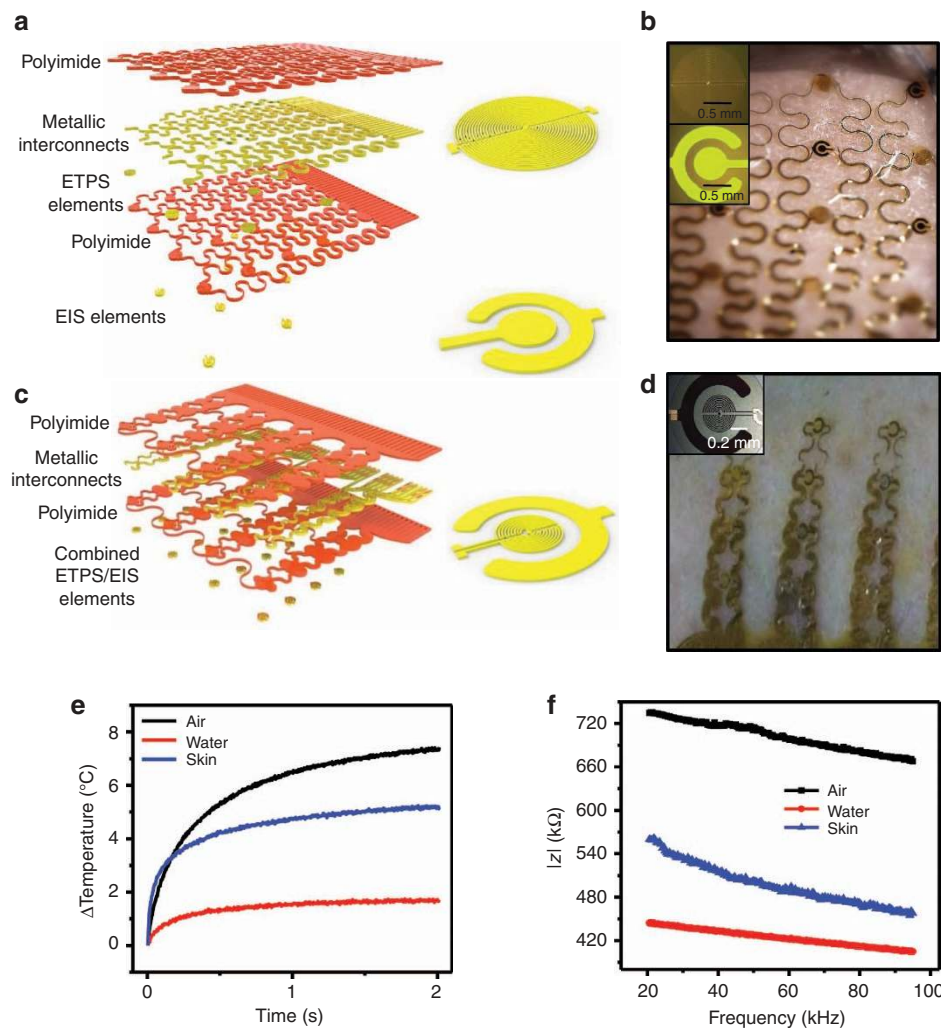 a
Polyimide
Metallic
interconnects
ETPS
elements
Polyimide
EIS elements
b
0.5 mm
0.5 mm
c
Polyimide
Metallic
interconnects
Polyimide
Combined
ETPS/EIS
elements
d
0.2 mm
e
Air
Water
Skin
8
6
4
2
0
ΔTemperature (°C)
0 1 2
Time (s)
f
720
660
600
540
480
420
|z| (kΩ)
Air
Water
Skin
20 40 60 80 100
Frequency (kHz)